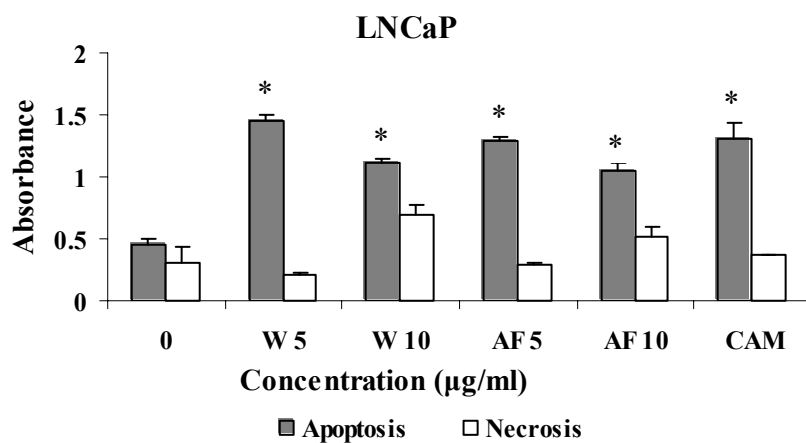 LNCaP
2
1.5
1
0.5
0
Absorbance
* * * * *
0 W 5 W 10 AF 5 AF 10 CAM
Concentration (µg/ml)
Apoptosis Necrosis